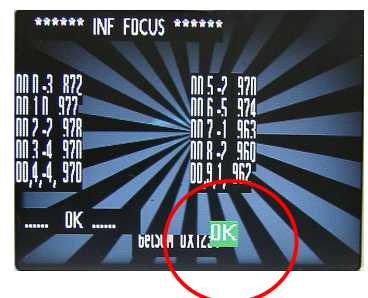 ****** INF FOCUS ******
00 0 -3 872
00 1 0 977
00 2 -2 978
00 3 -4 970
00,4,-4, 970
00 5 -2 970
00 6 -5 974
00 7 -1 963
00 8 -2 960
00,9,1, 962
...... OK ......
OK